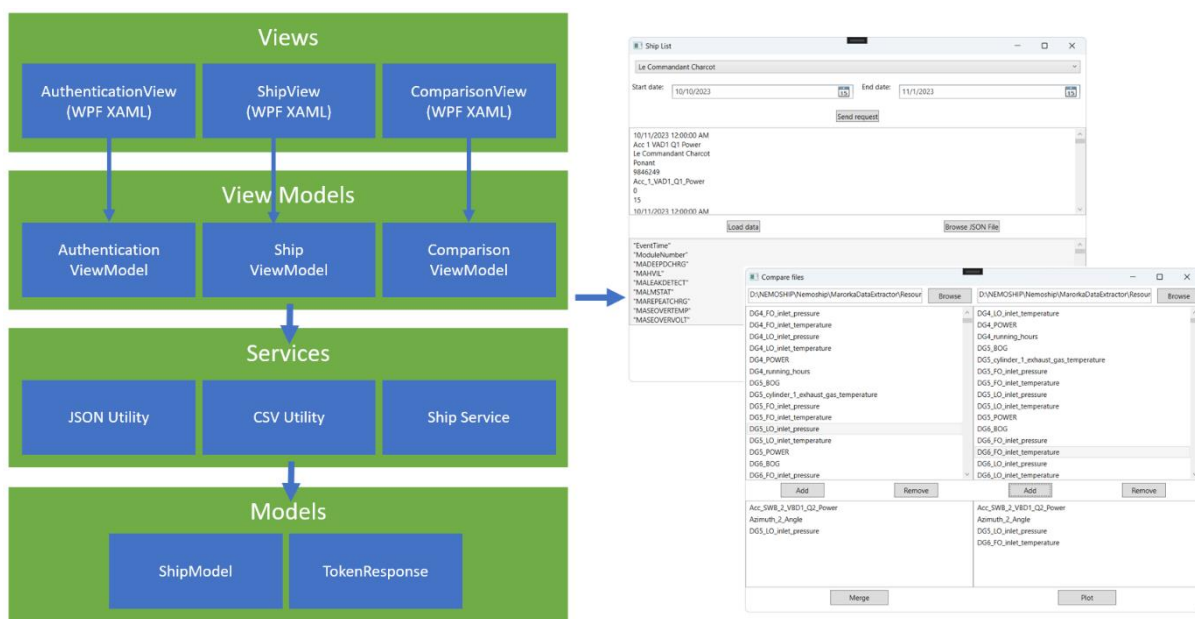 Views
AuthenticationView
(WPF XAML)
ShipView
(WPF XAML)
ComparisonView
(WPF XAML)
View Models
Authentication
ViewModel
Ship
ViewModel
Comparison
ViewModel
Services
JSON Utility
CSV Utility
Ship Service
Models
ShipModel
TokenResponse
Ship List
Le Commandant Charcot
Start date:
10/10/2023
15
End date:
11/1/2023
15
Send request
10/11/2023 12:00:00 AM
Acc 1 VAD1 Q1 Power
Le Commandant Charcot
Ponant
9846249
Acc_1_VAD1_Q1_Power
0
15
10/11/2023 12:00:00 AM
Load data
Browse JSON File
"EventTime"
"ModuleNumber"
"MADEEPDCHRG"
"MAHVIL"
"MALEAKDETECT"
"MALMSTAT"
"MAREPEATCHRG"
"MASEOVERTEMP"
"MASEOVERVOLT"
Compare files
D:\NEMOSHIP\Nemoship\MarorkaDataExtractor\Resour
Browse
D:\NEMOSHIP\Nemoship\MarorkaDataExtractor\Resour
Browse
DG4_FO_inlet_pressure
DG4_FO_inlet_temperature
DG4_LO_inlet_pressure
DG4_LO_inlet_temperature
DG4_POWER
DG4_running_hours
DG5_BOG
DG5_cylinder_1_exhaust_gas_temperature
DG5_FO_inlet_pressure
DG5_FO_inlet_temperature
DG5_LO_inlet_pressure
DG5_LO_inlet_temperature
DG5_POWER
DG6_BOG
DG6_FO_inlet_pressure
DG4_LO_inlet_temperature
DG4_POWER
DG4_running_hours
DG5_BOG
DG5_cylinder_1_exhaust_gas_temperature
DG5_FO_inlet_pressure
DG5_FO_inlet_temperature
DG5_LO_inlet_pressure
DG5_LO_inlet_temperature
DG5_POWER
DG6_BOG
DG6_FO_inlet_pressure
DG6_FO_inlet_temperature
DG6_LO_inlet_pressure
DG6_LO_inlet_temperature
Add
Remove
Add
Remove
Acc_SWB_2_VBD1_Q2_Power
Azimuth_2_Angle
DG5_LO_inlet_pressure
Acc_SWB_2_VBD1_Q2_Power
Azimuth_2_Angle
DG5_LO_inlet_pressure
DG6_FO_inlet_temperature
Merge
Plot